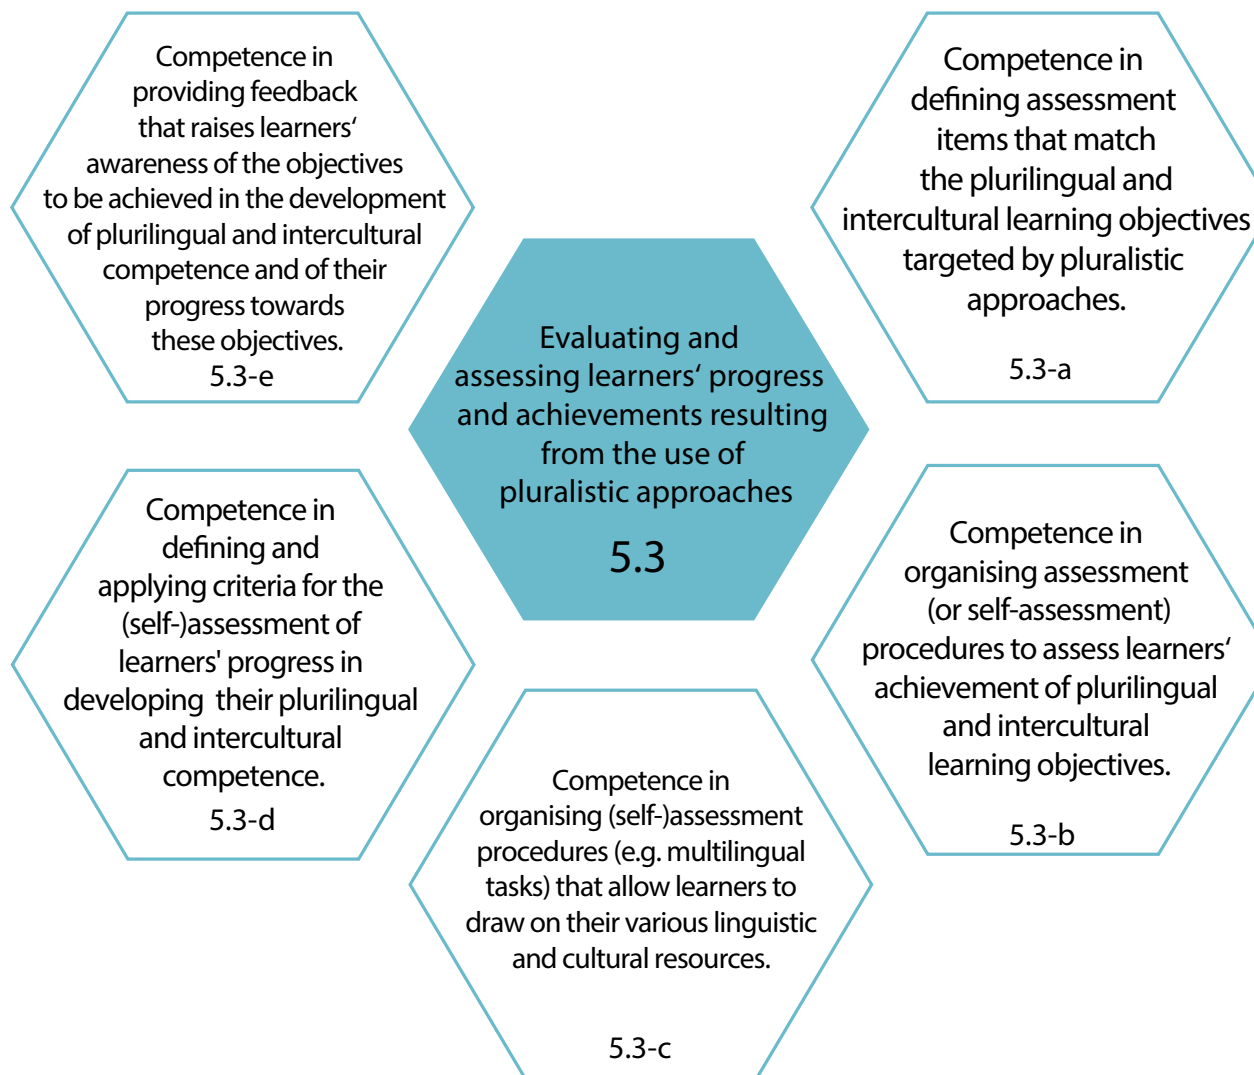 Competence in
providing feedback
that raises learners‘
awareness of the objectives
to be achieved in the development
of plurilingual and intercultural
competence and of their
progress towards
these objectives.
5.3-e
Competence in
defining assessment
items that match
the plurilingual and
intercultural learning objectives
targeted by pluralistic
approaches.
5.3-a
Evaluating and
assessing learners‘ progress
and achievements resulting
from the use of
pluralistic approaches
5.3
Competence in
defining and
applying criteria for the
(self-)assessment of
learners' progress in
developing their plurilingual
and intercultural
competence.
5.3-d
Competence in
organising assessment
(or self-assessment)
procedures to assess learners‘
achievement of plurilingual
and intercultural
learning objectives.
5.3-b
Competence in
organising (self-)assessment
procedures (e.g. multilingual
tasks) that allow learners to
draw on their various linguistic
and cultural resources.
5.3-c